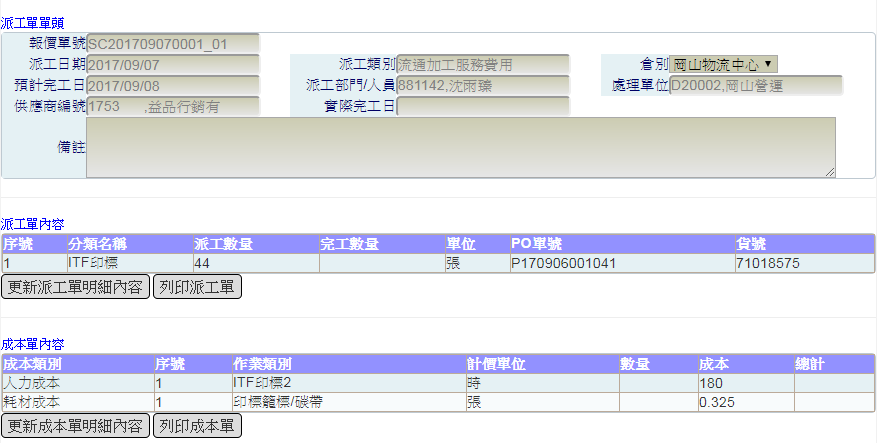 派工單單頭
報價單號 SC201709070001_01
派工日期 2017/09/07 派工類別 流通加工服務費用 倉別 岡山物流中心
預計完工日 2017/09/08 派工部門/人員 881142,沈雨臻 處理單位 D20002,岡山營運
供應商編號 1753 ,益品行銷有 實際完工日
備註
派工單內容
序號 分類名稱 派工數量 完工數量 單位 PO單號 貨號
1 ITF印標 44 張 P170906001041 71018575
更新派工單明細內容 列印派工單
成本單內容
成本類別 序號 作業類別 計價單位 數量 成本 總計
人力成本 1 ITF印標2 時 180
耗材成本 1 印標籠標/碳帶 張 0.325
更新成本單明細內容 列印成本單